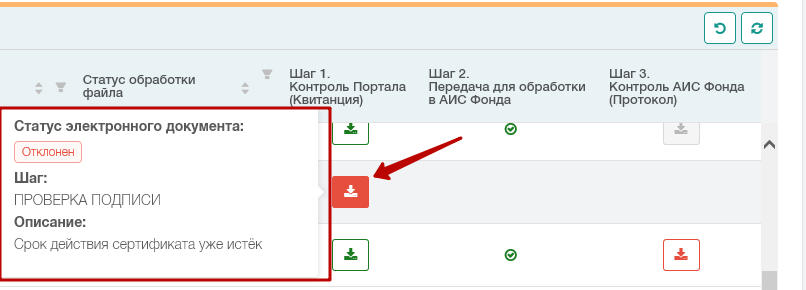 Статус обработки
файла
Шаг 1.
Контроль Портала
(Квитанция)
Шаг 2.
Передача для обработки
в АИС Фонда
Шаг 3.
Контроль АИС Фонда
(Протокол)
Статус электронного документа:
Отклонен
Шаг:
ПРОВЕРКА ПОДПИСИ
Описание:
Срок действия сертификата уже истёк